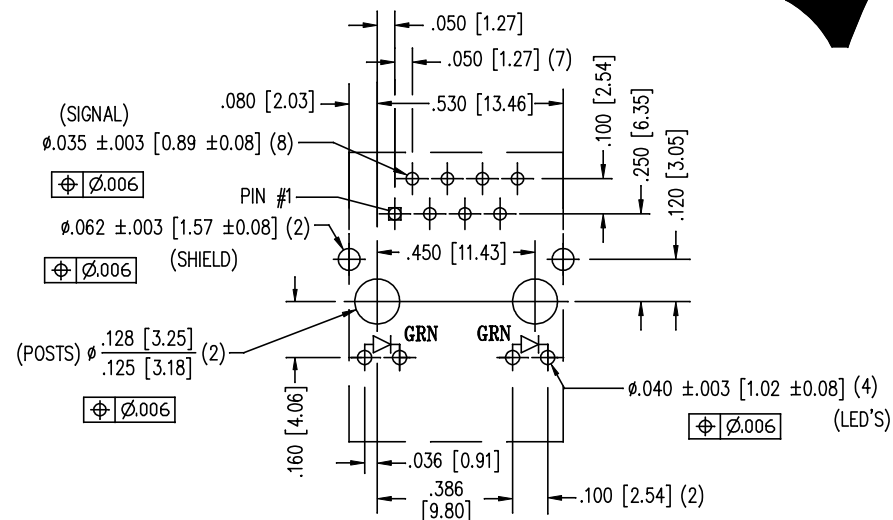 .050 [1.27]
.050 [1.27] (7)
.080 [2.03]
.530 [13.46]
.100 [2.54]
.250 [6.35]
.120 [3.05]
(SIGNAL)
ø.035 ±.003 [0.89 ±0.08] (8)
⌖ Ø.006
PIN #1
ø.062 ±.003 [1.57 ±0.08] (2)
(SHIELD)
⌖ Ø.006
.450 [11.43]
GRN GRN
(POSTS) ø .128 [3.25]
.125 [3.18] (2)
⌖ Ø.006
.160 [4.06]
ø.040 ±.003 [1.02 ±0.08] (4)
(LED'S)
⌖ Ø.006
.036 [0.91]
.386
[9.80]
.100 [2.54] (2)